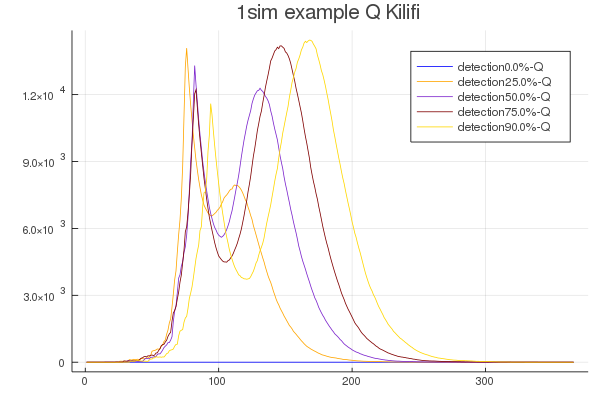 1sim example Q Kilifi
detection0.0%-Q
detection25.0%-Q
detection50.0%-Q
detection75.0%-Q
detection90.0%-Q
1.2×10 4
9.0×10 3
6.0×10 3
3.0×10 3
0
0 100 200 300